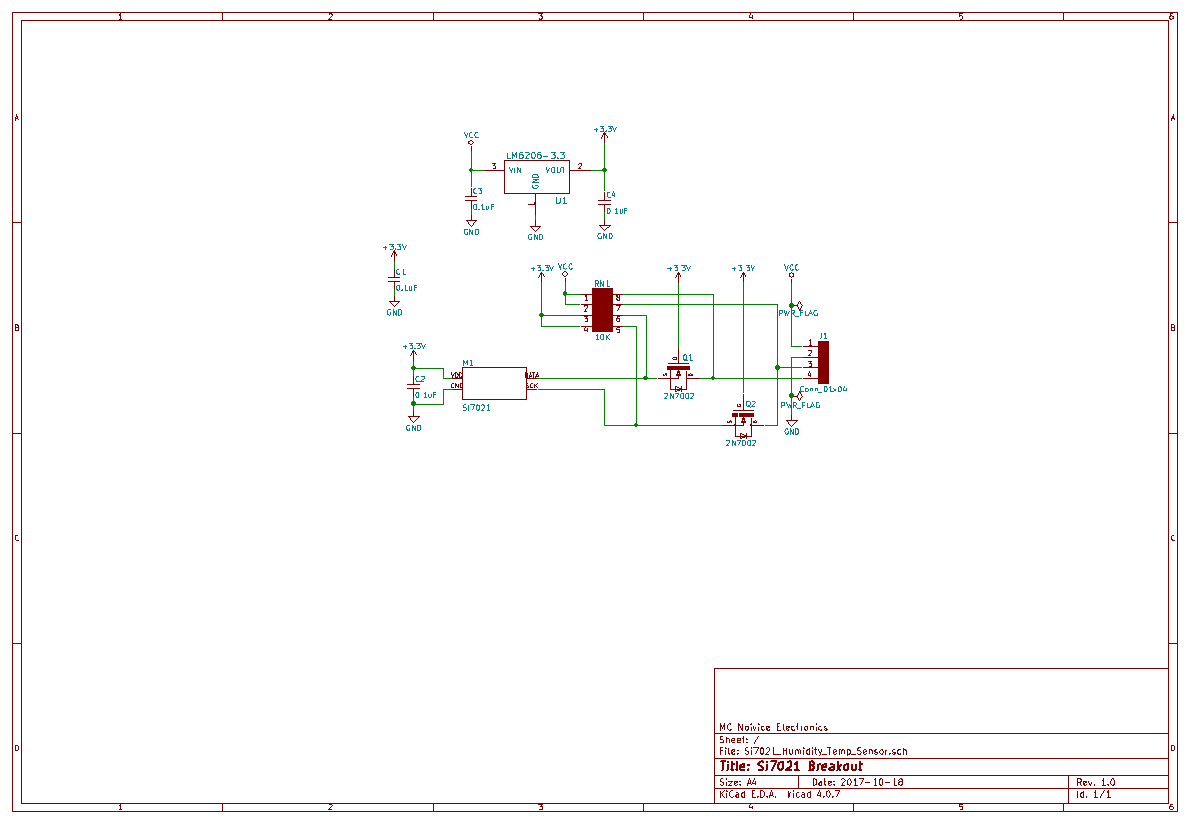 1 2 3 4 5 6
A A
VCC +3.3V
LM6206-3.3
3 VIN VOUT 2
GND
1
U1
C3
0.1uF
C4
0.1uF
GND GND GND
+3.3V
C1
0.1uF
GND
+3.3V VCC +3.3V +3.3V VCC
RN1
1 8
2 7
3 6
4 5
10K
PWR_FLAG
B B
J1
1
2
3
4
Conn_01x04
+3.3V
C2
0.1uF
GND
M1
VDD DATA
GND SCK
Si7021
Q1
G
S D
2N7002
Q2
G
S D
2N7002
PWR_FLAG
GND
C C
MC Noivice Electronics
Sheet: /
File: Si7021_Humidity_Temp_Sensor.sch
D D
Title: Si7021 Breakout
Size: A4 Date: 2017-10-18 Rev. 1.0
KiCad E.D.A. kicad 4.0.7 Id. 1/1
1 2 3 4 5 6